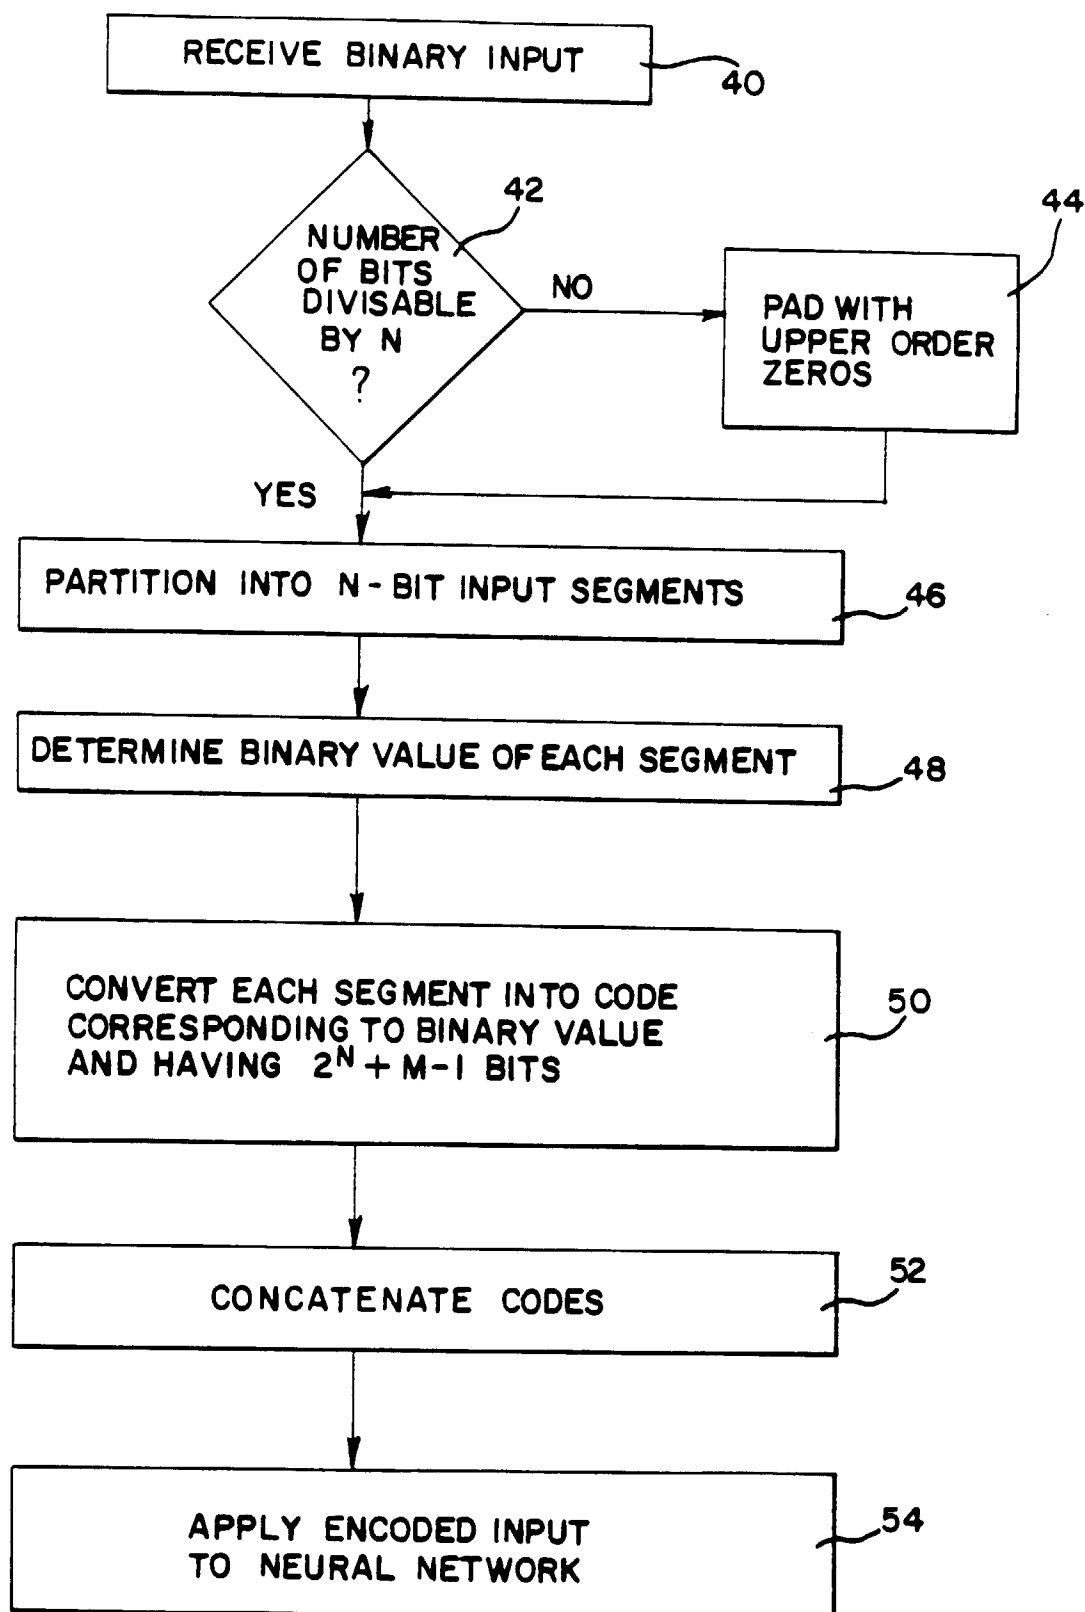 RECEIVE BINARY INPUT
40
42
NUMBER
OF BITS
DIVISABLE
BY N
?
NO
44
PAD WITH
UPPER ORDER
ZEROS
YES
PARTITION INTO N-BIT INPUT SEGMENTS
46
DETERMINE BINARY VALUE OF EACH SEGMENT
48
CONVERT EACH SEGMENT INTO CODE
CORRESPONDING TO BINARY VALUE
AND HAVING 2^N + M-1 BITS
50
CONCATENATE CODES
52
APPLY ENCODED INPUT
TO NEURAL NETWORK
54